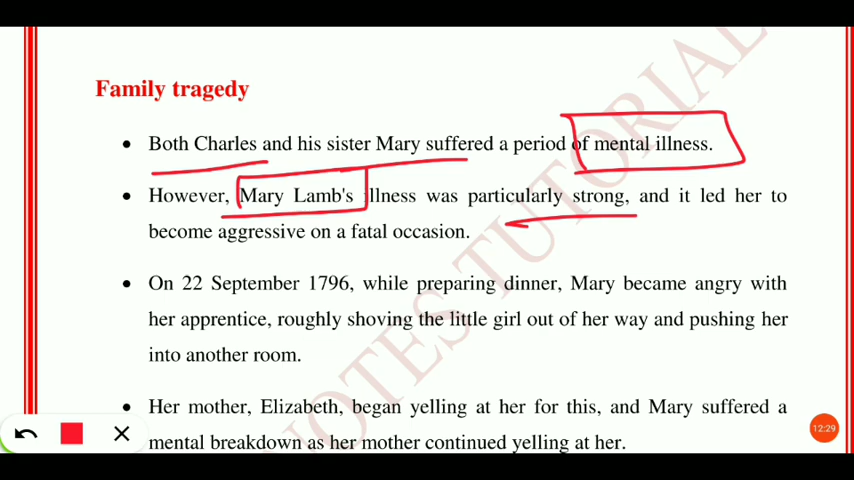 Family tragedy
• Both Charles and his sister Mary suffered a period of mental illness.
• However, Mary Lamb's illness was particularly strong, and it led her to
become aggressive on a fatal occasion.
• On 22 September 1796, while preparing dinner, Mary became angry with
her apprentice, roughly shoving the little girl out of her way and pushing her
into another room.
• Her mother, Elizabeth, began yelling at her for this, and Mary suffered a
mental breakdown as her mother continued yelling at her.
12:29
NOTES TUTORIAL